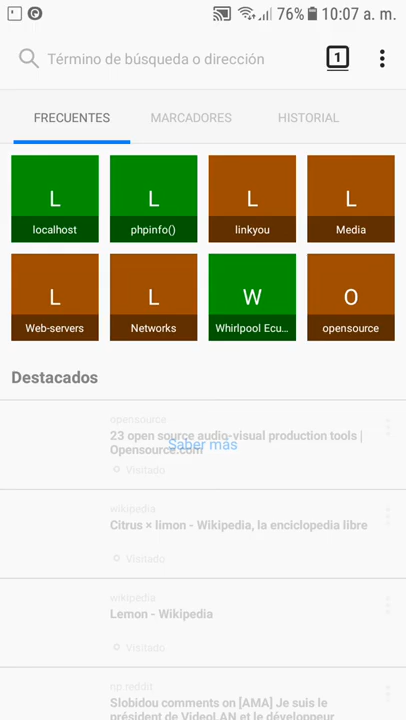 76% 10:07 a. m.
Término de búsqueda o dirección
1
FRECUENTES MARCADORES HISTORIAL
L L L L
localhost phpinfo() linkyou Media
L L W O
Web-servers Networks Whirlpool Ecu... opensource
Destacados
opensource
23 open source audio-visual production tools |
Opensource.com
Saber más
Visitado
wikipedia
Citrus × limon - Wikipedia, la enciclopedia libre
Visitado
wikipedia
Lemon - Wikipedia
Visitado
np.reddit
Slobidou comments on [AMA] Je suis le
président de VideoLAN et le développeur